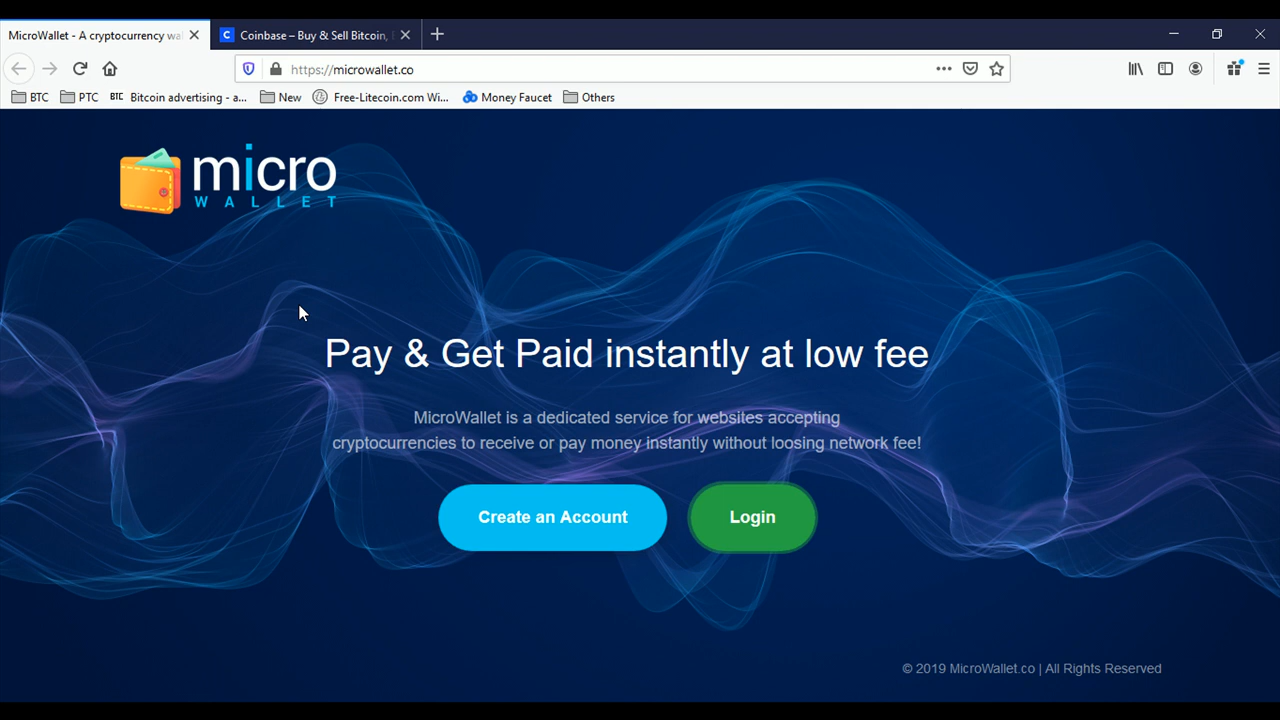 MicroWallet - A cryptocurrency wa
Coinbase – Buy & Sell Bitcoin,
https://microwallet.co
BTC
PTC
BTC Bitcoin advertising - a...
New
Free-Litecoin.com Wi...
Money Faucet
Others
micro
WALLET
Pay & Get Paid instantly at low fee
MicroWallet is a dedicated service for websites accepting
cryptocurrencies to receive or pay money instantly without loosing network fee!
Create an Account
Login
© 2019 MicroWallet.co | All Rights Reserved